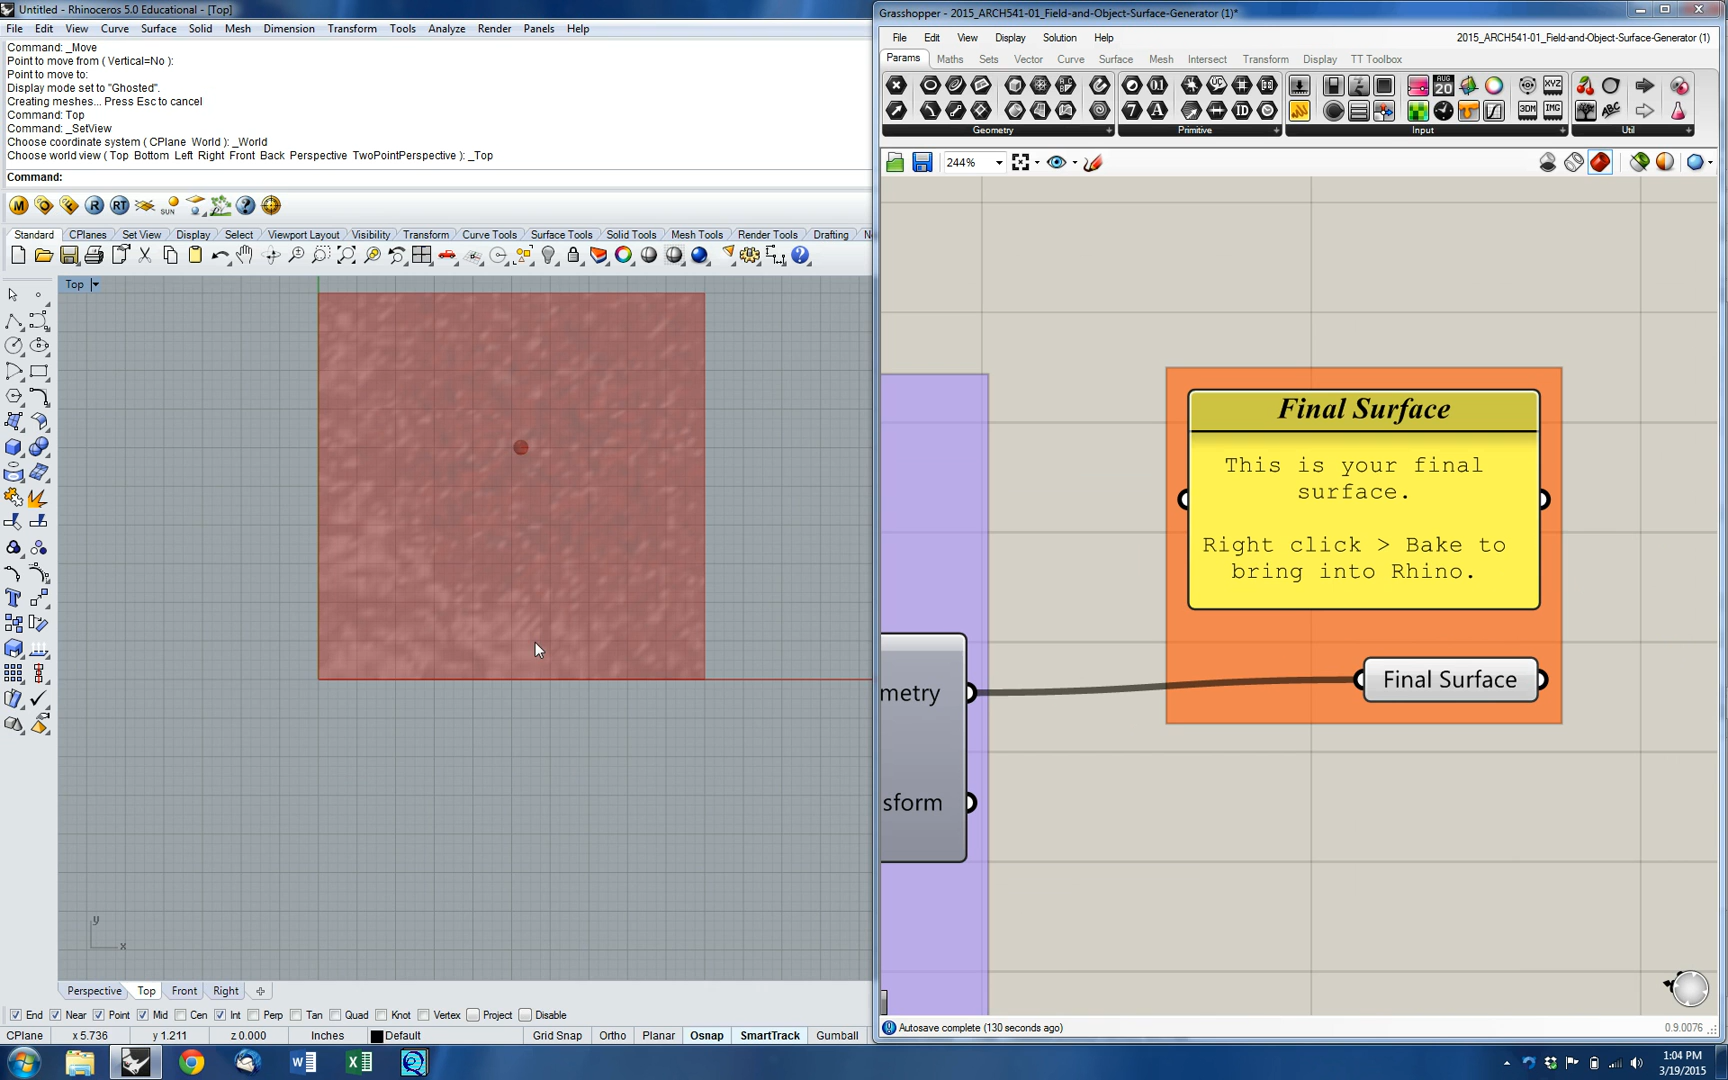 Untitled - Rhinoceros 5.0 Educational - [Top]
File Edit View Curve Surface Solid Mesh Dimension Transform Tools Analyze Render Panels Help
Command: _Move
Point to move from ( Vertical=No ):
Point to move to:
Display mode set to "Ghosted".
Creating meshes... Press Esc to cancel
Command: Top
Command: _SetView
Choose coordinate system ( CPlane World ): _World
Choose world view ( Top Bottom Left Right Front Back Perspective TwoPointPerspective ): _Top
Command:
Standard CPlanes Set View Display Select Viewport Layout Visibility Transform Curve Tools Surface Tools Solid Tools Mesh Tools Render Tools Drafting
Top
y
x
Perspective Top Front Right
End Near Point Mid Cen Int Perp Tan Quad Knot Vertex Project Disable
CPlane x 5.736 y 1.211 z 0.000 Inches Default Grid Snap Ortho Planar Osnap SmartTrack Gumball
Grasshopper - 2015_ARCH541-01_Field-and-Object-Surface-Generator (1)*
File Edit View Display Solution Help
2015_ARCH541-01_Field-and-Object-Surface-Generator (1)
Params Maths Sets Vector Curve Surface Mesh Intersect Transform Display TT Toolbox
Geometry Primitive Input Util
244%
Final Surface
This is your final
surface.
Right click > Bake to
bring into Rhino.
metry
Final Surface
sform
Autosave complete (130 seconds ago)
0.9.0076
1:04 PM
3/19/2015